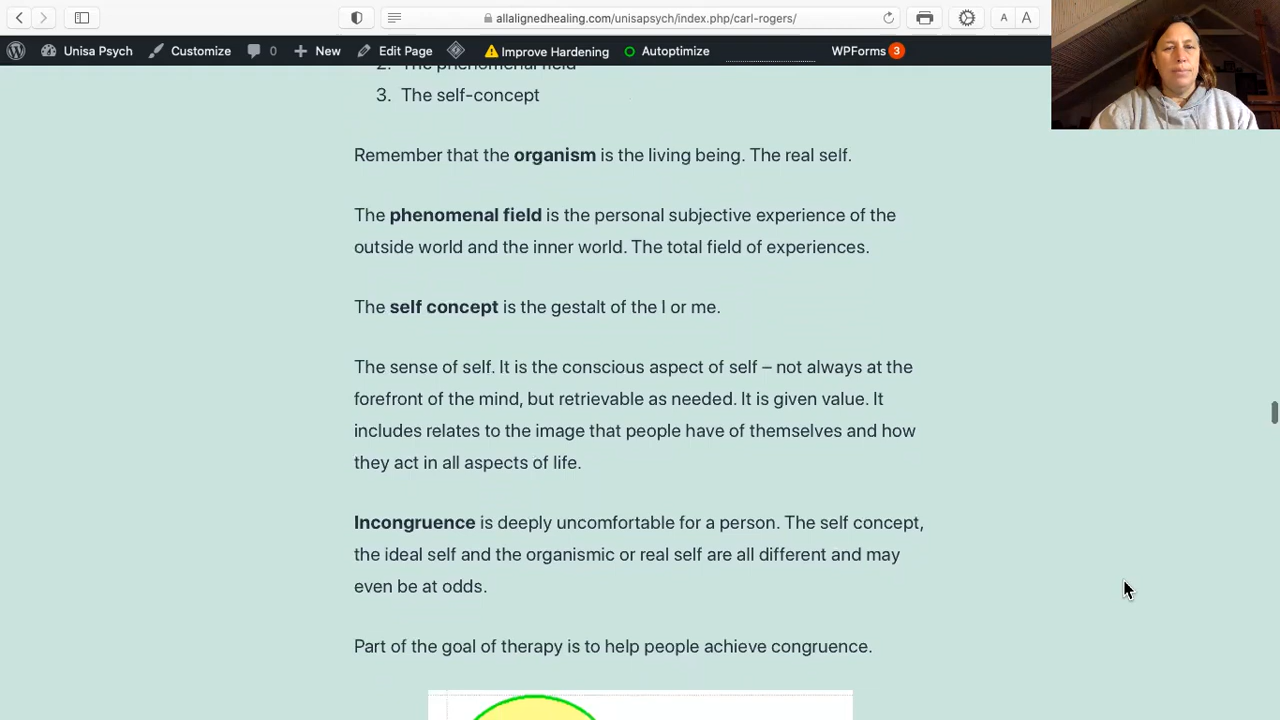 allalignedhealing.com/unisapsych/index.php/carl-rogers/
A A
Unisa Psych Customize 0 New Edit Page Improve Hardening Autoptimize WPForms 3
2. The phenomenal field
3. The self-concept
Remember that the organism is the living being. The real self.
The phenomenal field is the personal subjective experience of the
outside world and the inner world. The total field of experiences.
The self concept is the gestalt of the I or me.
The sense of self. It is the conscious aspect of self – not always at the
forefront of the mind, but retrievable as needed. It is given value. It
includes relates to the image that people have of themselves and how
they act in all aspects of life.
Incongruence is deeply uncomfortable for a person. The self concept,
the ideal self and the organismic or real self are all different and may
even be at odds.
Part of the goal of therapy is to help people achieve congruence.